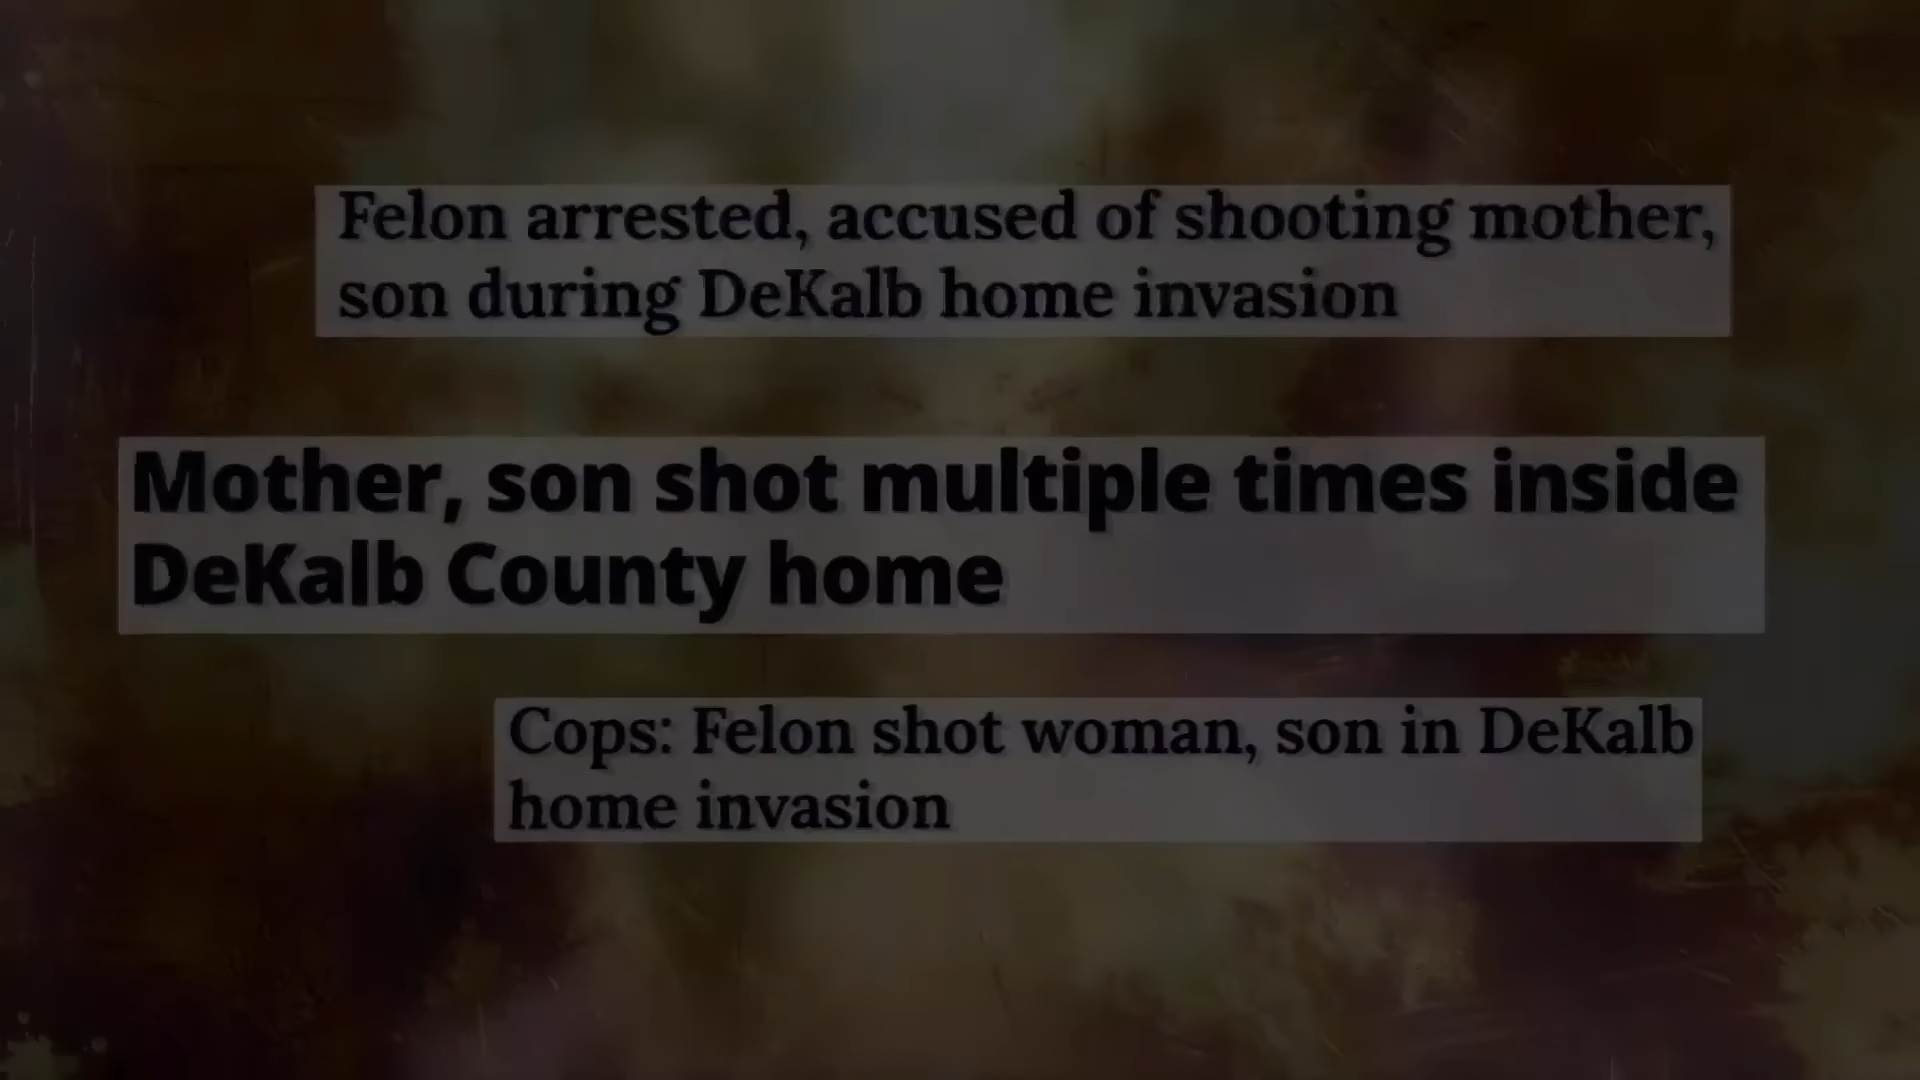 Felon arrested, accused of shooting mother,
son during DeKalb home invasion
Mother, son shot multiple times inside
DeKalb County home
Cops: Felon shot woman, son in DeKalb
home invasion